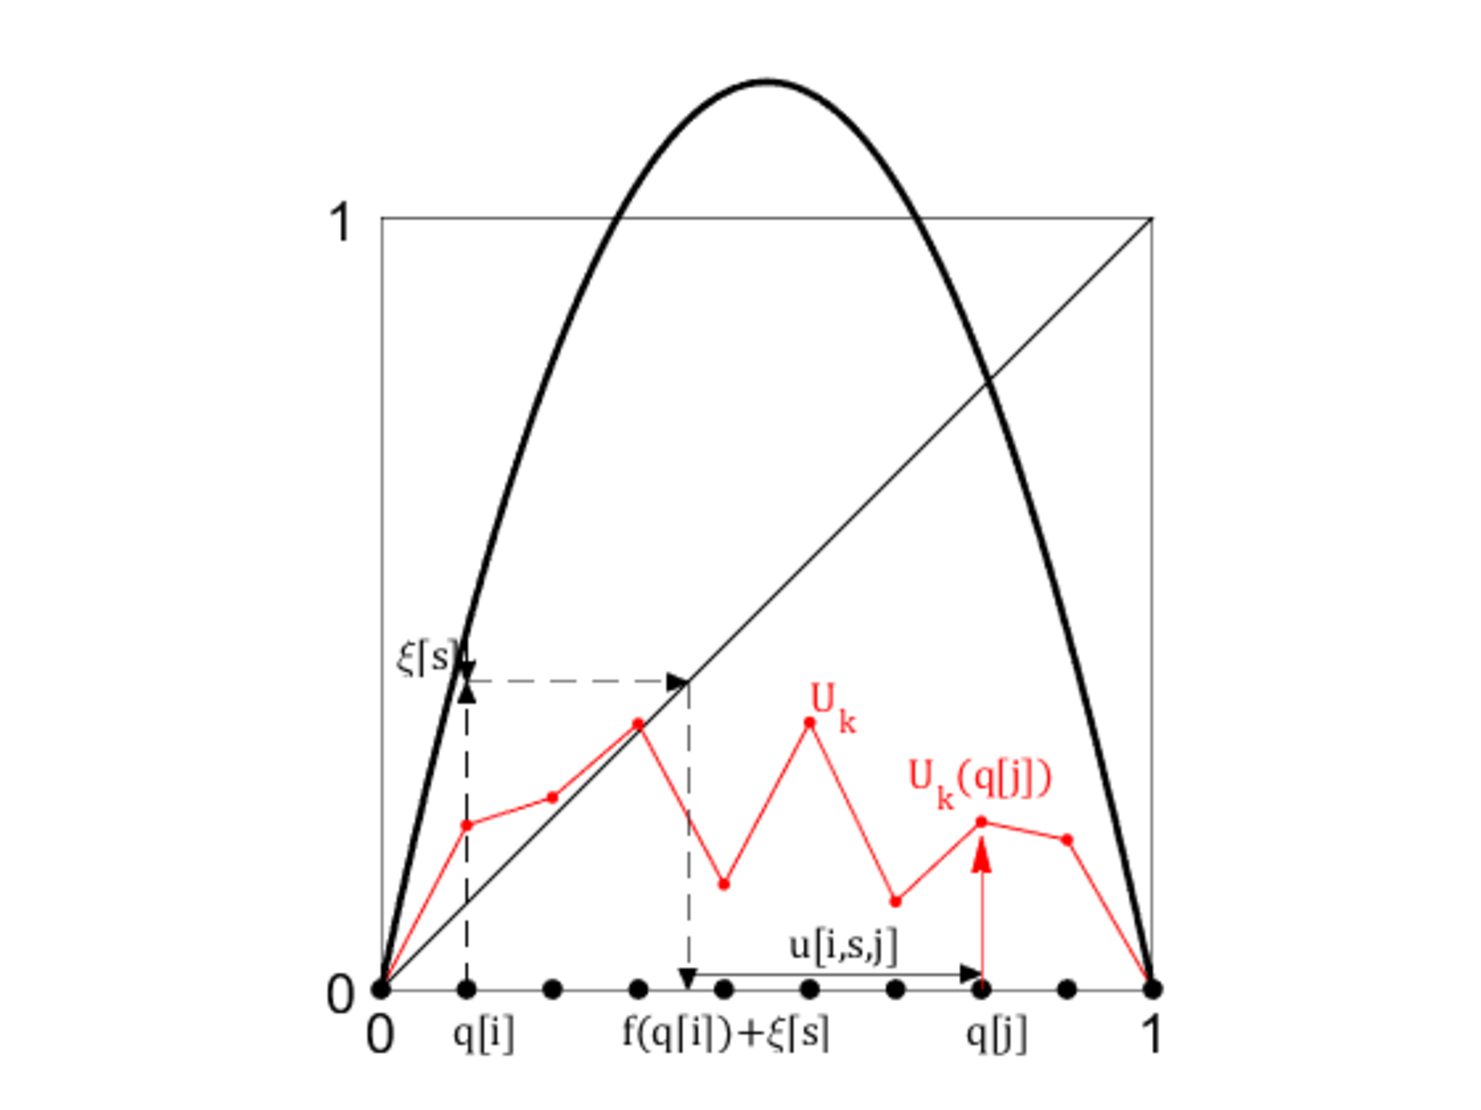 1
ξ[s]
U_k
U_k(q[j])
u[i,s,j]
0
0 q[i] f(q[i])+ξ[s] q[j] 1